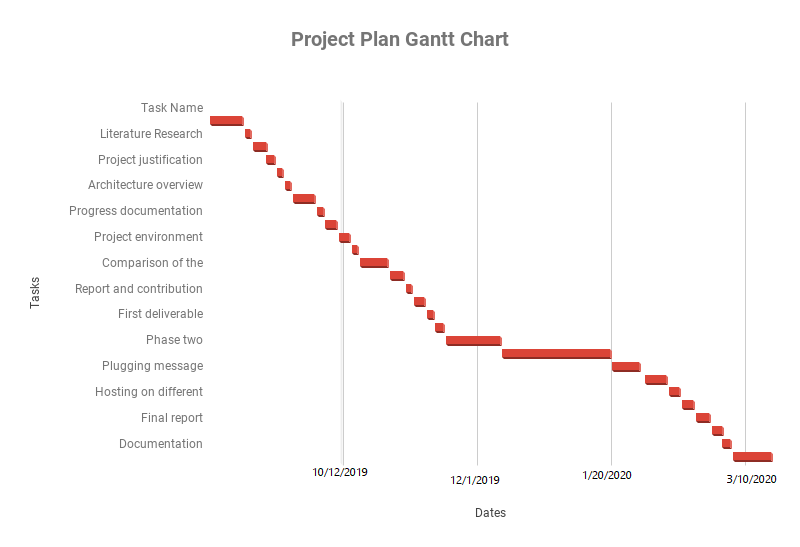 Project Plan Gantt Chart
Task Name
Literature Research
Project justification
Architecture overview
Progress documentation
Project environment
Comparison of the
Report and contribution
First deliverable
Phase two
Plugging message
Hosting on different
Final report
Documentation
Tasks
10/12/2019
12/1/2019
1/20/2020
3/10/2020
Dates